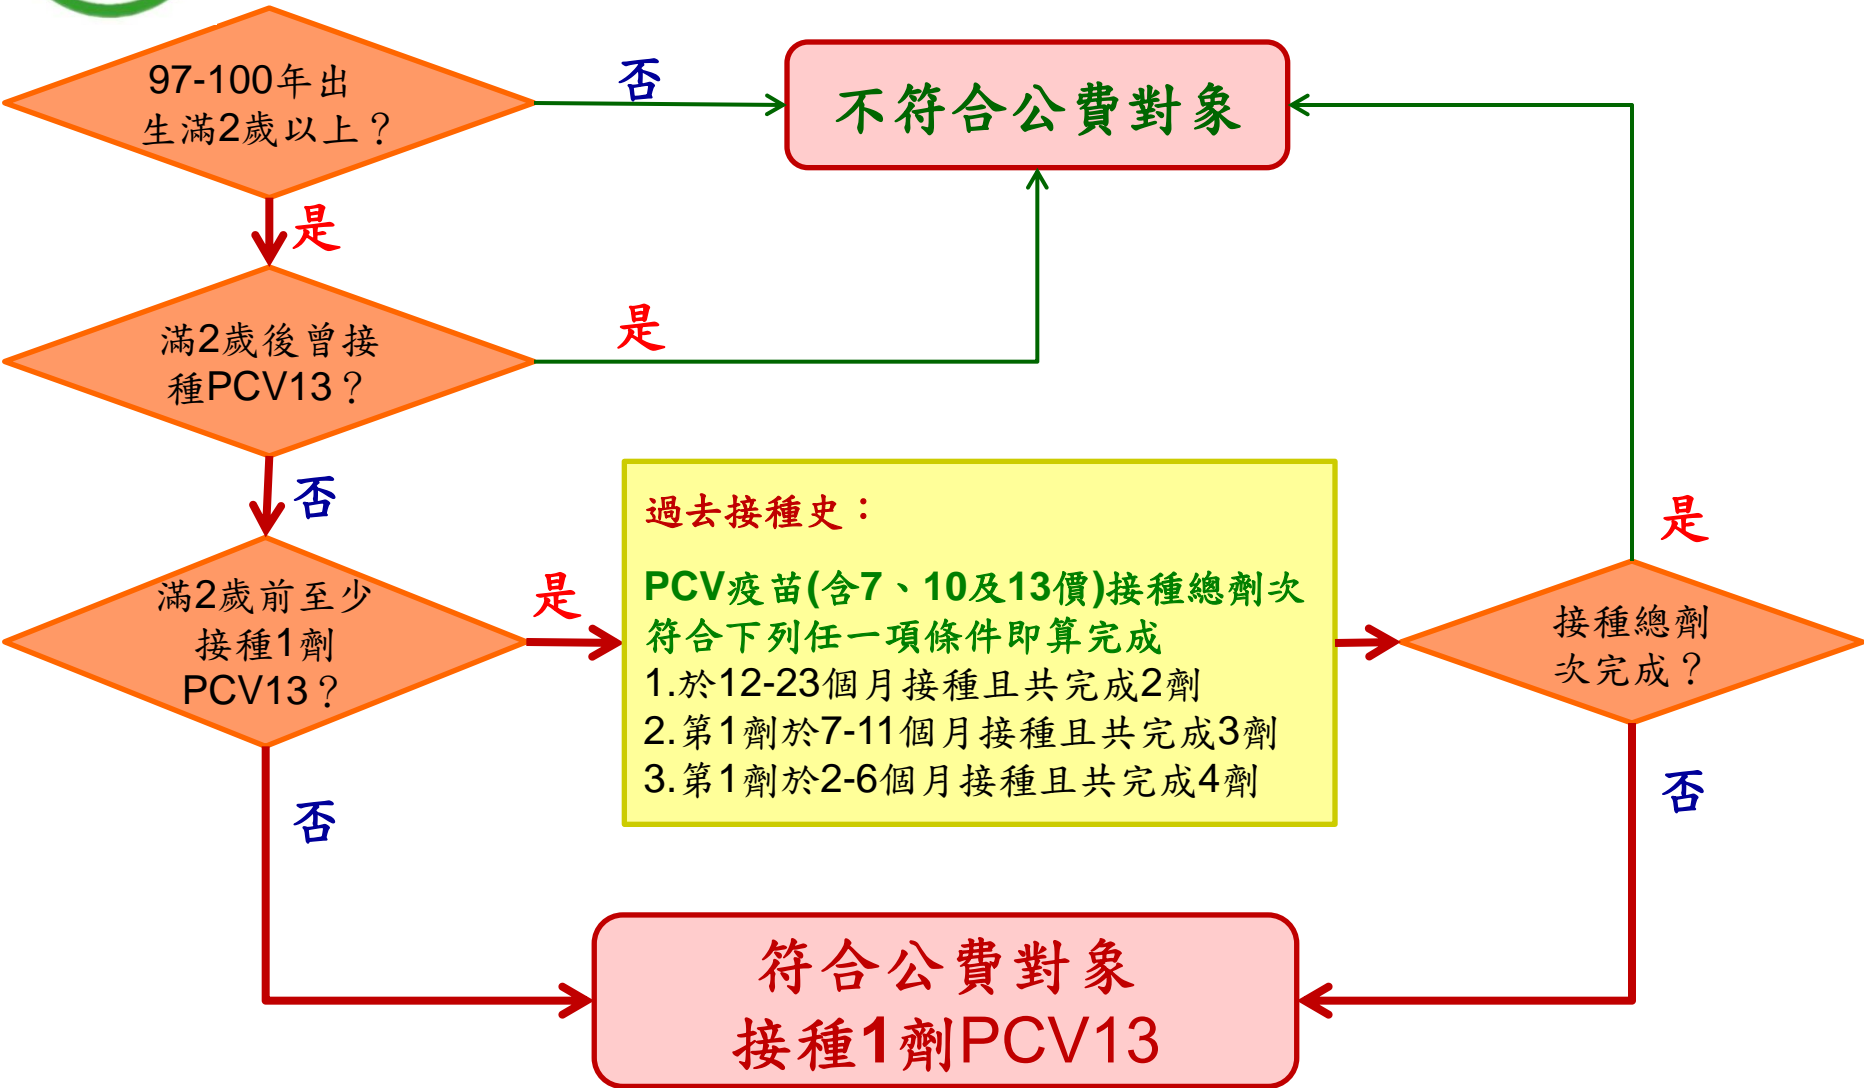 97-100年出
生滿2歲以上？
否
不符合公費對象
是
滿2歲後曾接
種PCV13？
是
否
滿2歲前至少
接種1劑
PCV13？
是
過去接種史：
PCV疫苗(含7、10及13價)接種總劑次
符合下列任一項條件即算完成
1.於12-23個月接種且共完成2劑
2.第1劑於7-11個月接種且共完成3劑
3.第1劑於2-6個月接種且共完成4劑
是
接種總劑
次完成？
否
否
符合公費對象
接種1劑PCV13